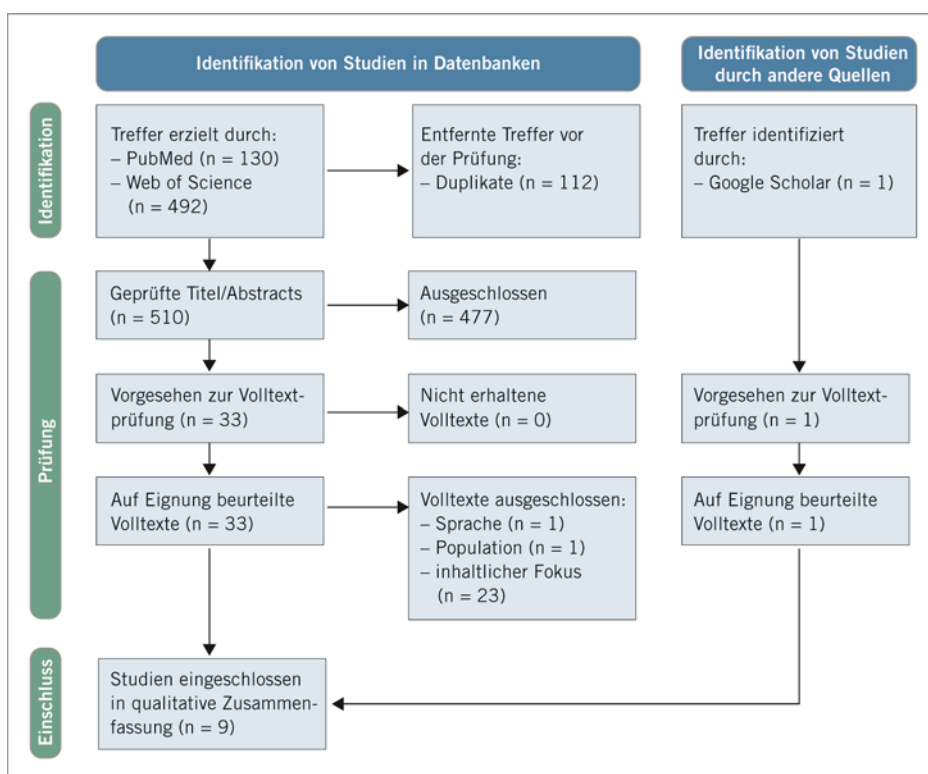 Identifikation von Studien in Datenbanken
Identifikation von Studien
durch andere Quellen
Identifikation
Treffer erzielt durch:
– PubMed (n = 130)
– Web of Science
(n = 492)
Entfernte Treffer vor
der Prüfung:
– Duplikate (n = 112)
Treffer identifiziert
durch:
– Google Scholar (n = 1)
Prüfung
Geprüfte Titel/Abstracts
(n = 510)
Ausgeschlossen
(n = 477)
Vorgesehen zur Volltext-
prüfung (n = 33)
Nicht erhaltene
Volltexte (n = 0)
Vorgesehen zur Volltext-
prüfung (n = 1)
Auf Eignung beurteilte
Volltexte (n = 33)
Volltexte ausgeschlossen:
– Sprache (n = 1)
– Population (n = 1)
– inhaltlicher Fokus
(n = 23)
Auf Eignung beurteilte
Volltexte (n = 1)
Einschluss
Studien eingeschlossen
in qualitative Zusammen-
fassung (n = 9)